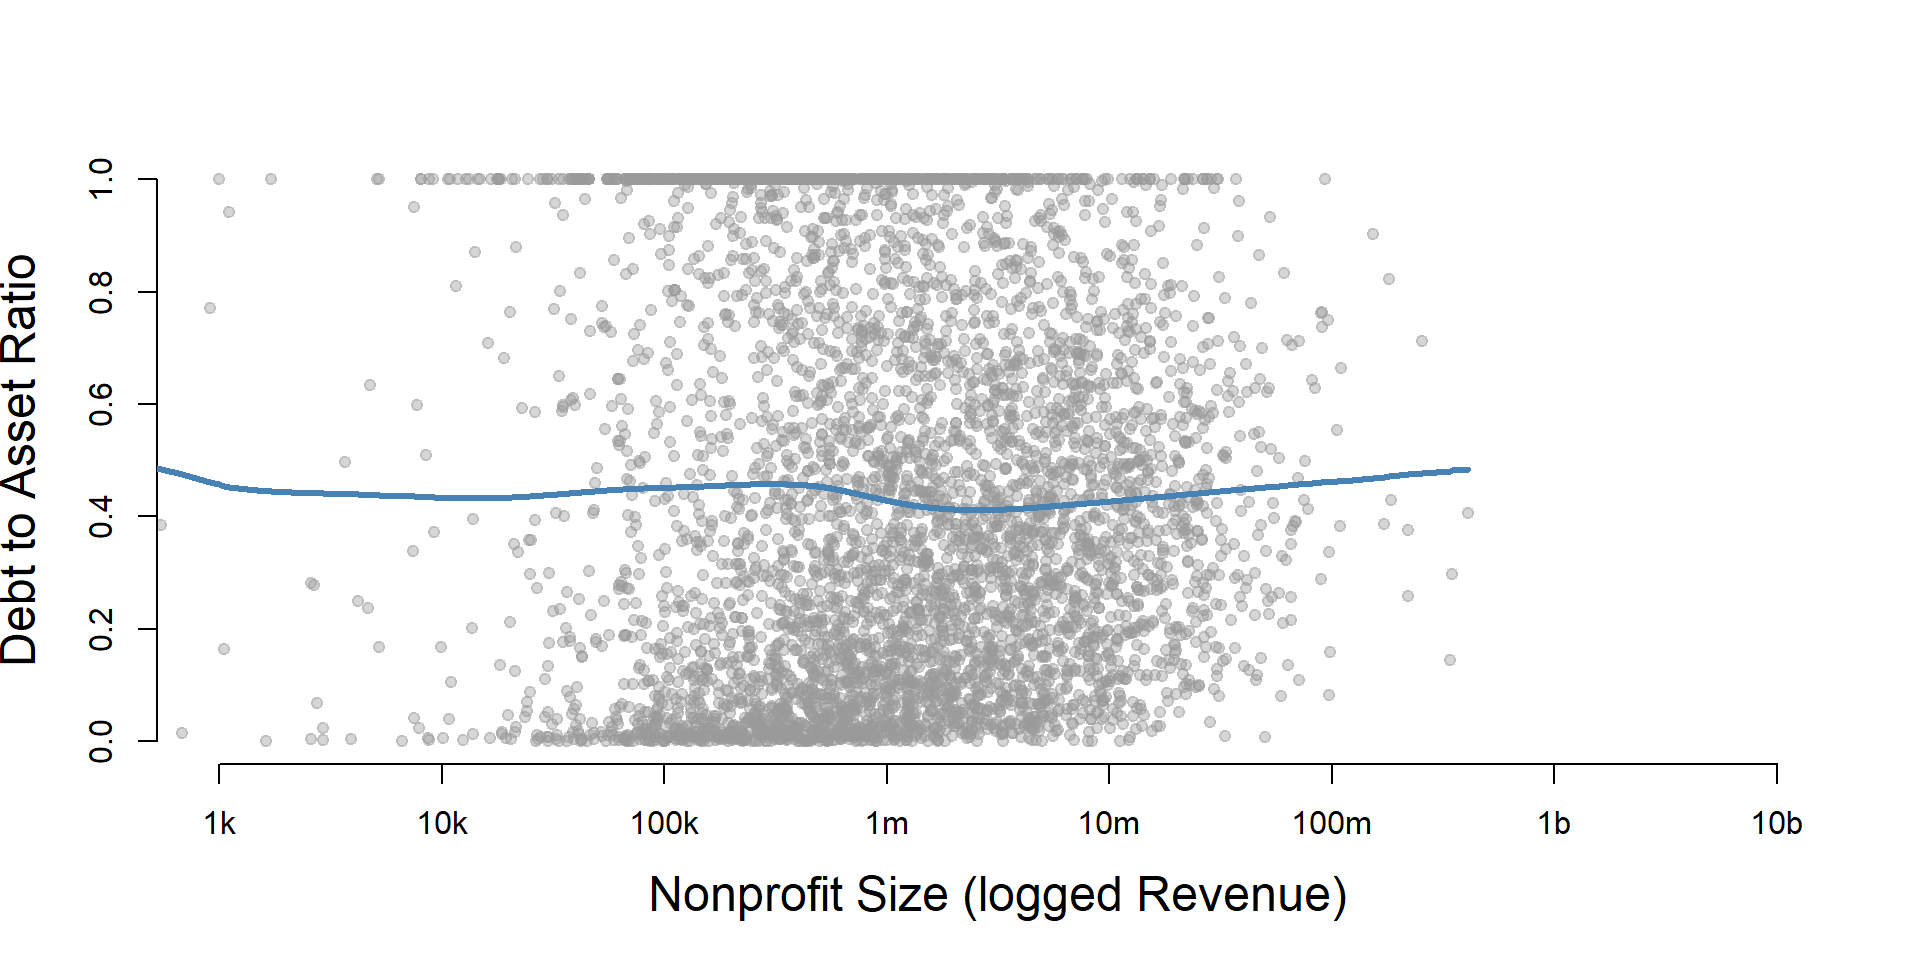 Debt to Asset Ratio
1.0
0.8
0.6
0.4
0.2
0.0
1k 10k 100k 1m 10m 100m 1b 10b
Nonprofit Size (logged Revenue)